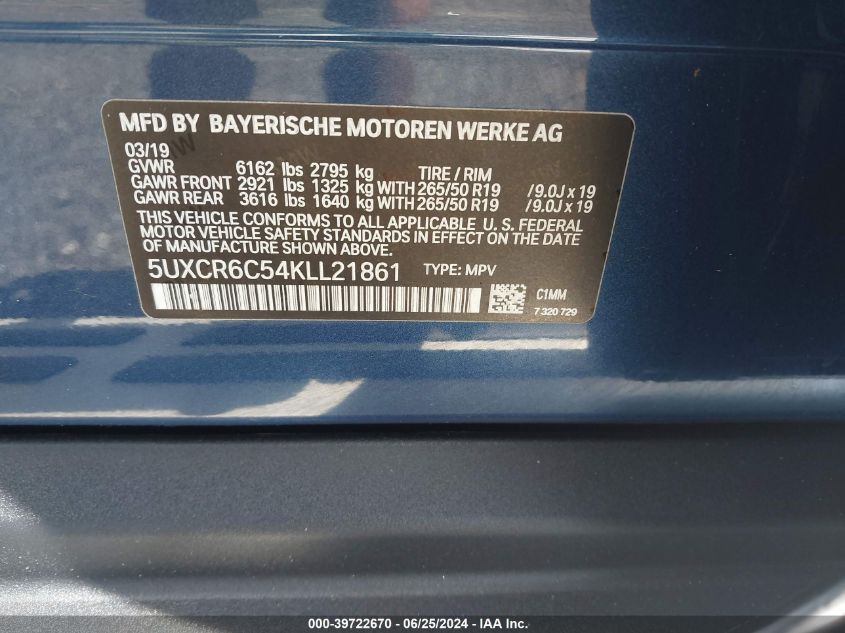 MFD BY BAYERISCHE MOTOREN WERKE AG
03/19
GVWR 6162 lbs 2795 kg TIRE / RIM
GAWR FRONT 2921 lbs 1325 kg WITH 265/50 R19 /9.0J x 19
GAWR REAR 3616 lbs 1640 kg WITH 265/50 R19 /9.0J x 19
THIS VEHICLE CONFORMS TO ALL APPLICABLE U. S. FEDERAL
MOTOR VEHICLE SAFETY STANDARDS IN EFFECT ON THE DATE
OF MANUFACTURE SHOWN ABOVE.
5UXCR6C54KLL21861 TYPE: MPV
C1MM
7 320 729
000-39722670 - 06/25/2024 - IAA Inc.